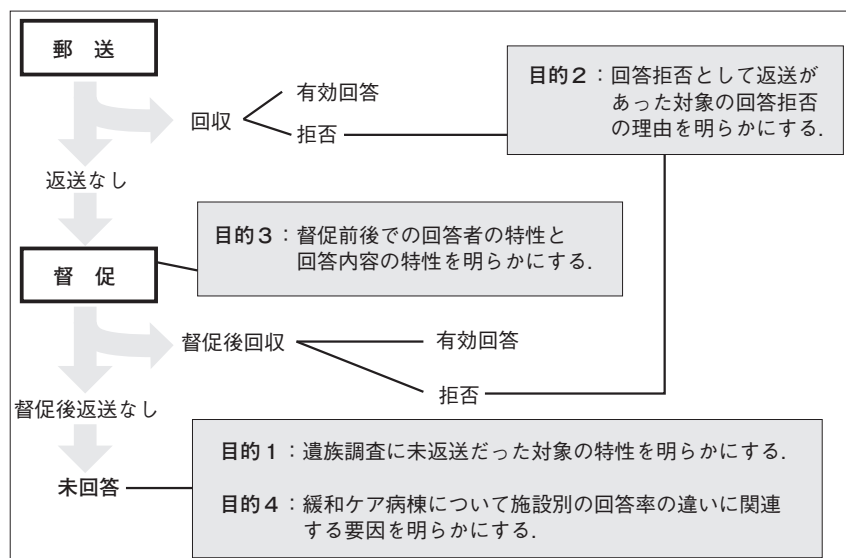 郵 送
目的2：回答拒否として返送が
あった対象の回答拒否
の理由を明らかにする.
有効回答
回収
拒否
返送なし
目的3：督促前後での回答者の特性と
回答内容の特性を明らかにする.
督 促
督促後回収
有効回答
拒否
督促後返送なし
目的1：遺族調査に未返送だった対象の特性を明らかにする.
未回答
目的4：緩和ケア病棟について施設別の回答率の違いに関連
する要因を明らかにする.